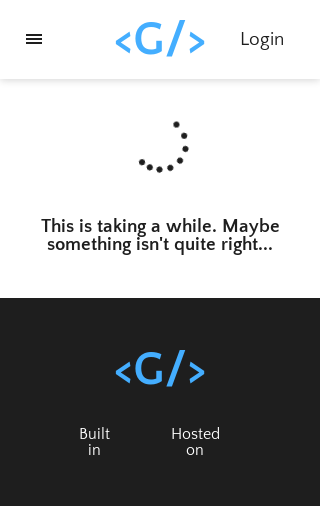 <G/>
Login
This is taking a while. Maybe
something isn't quite right...
<G/>
Built
in
Hosted
on